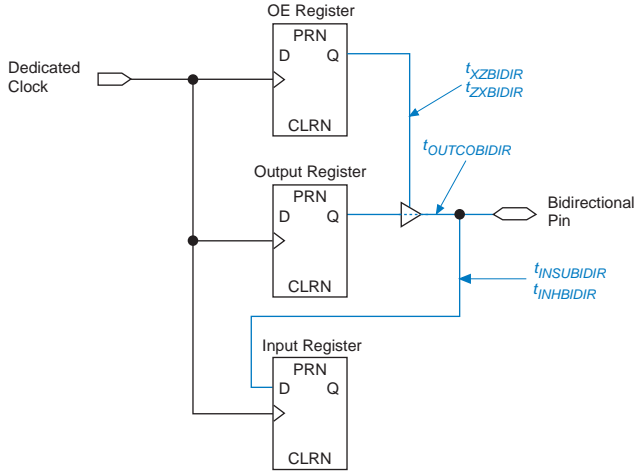 OE Register
PRN
D Q
CLRN
Dedicated
Clock
tXZBIDIR
tZXBIDIR
tOUTCOBIDIR
Output Register
PRN
D Q
CLRN
Bidirectional
Pin
tINSUBIDIR
tINHBIDIR
Input Register
PRN
D Q
CLRN